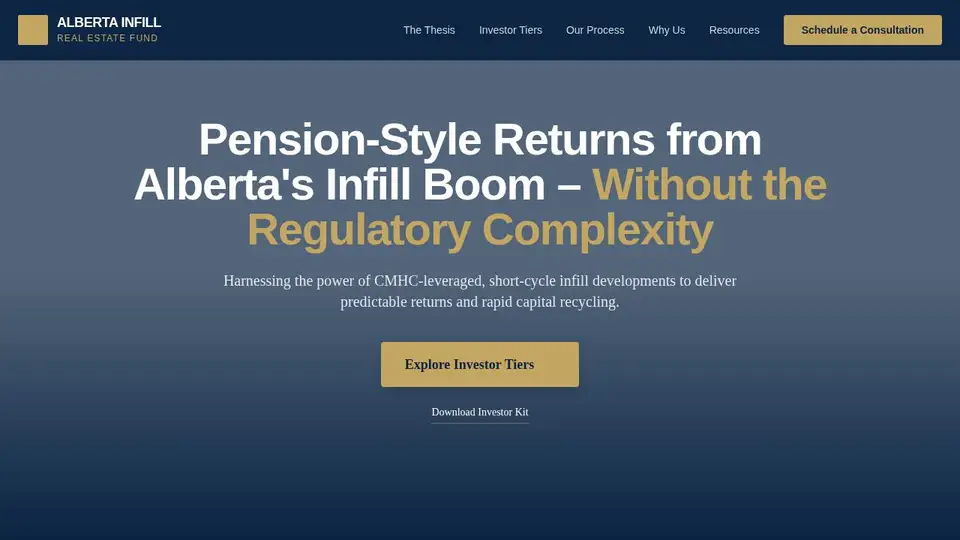 ALBERTA INFILL
REAL ESTATE FUND
The Thesis
Investor Tiers
Our Process
Why Us
Resources
Schedule a Consultation
Pension-Style Returns from
Alberta's Infill Boom – Without the
Regulatory Complexity
Harnessing the power of CMHC-leveraged, short-cycle infill developments to deliver
predictable returns and rapid capital recycling.
Explore Investor Tiers
Download Investor Kit